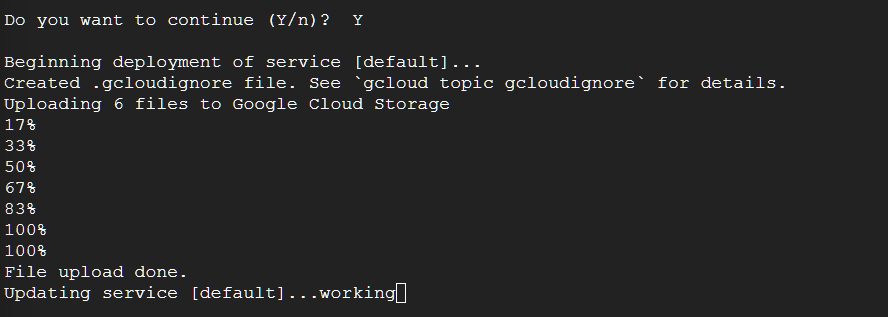 Do you want to continue (Y/n)?  Y
Beginning deployment of service [default]...
Created .gcloudignore file. See `gcloud topic gcloudignore` for details.
Uploading 6 files to Google Cloud Storage
17%
33%
50%
67%
83%
100%
100%
File upload done.
Updating service [default]...working